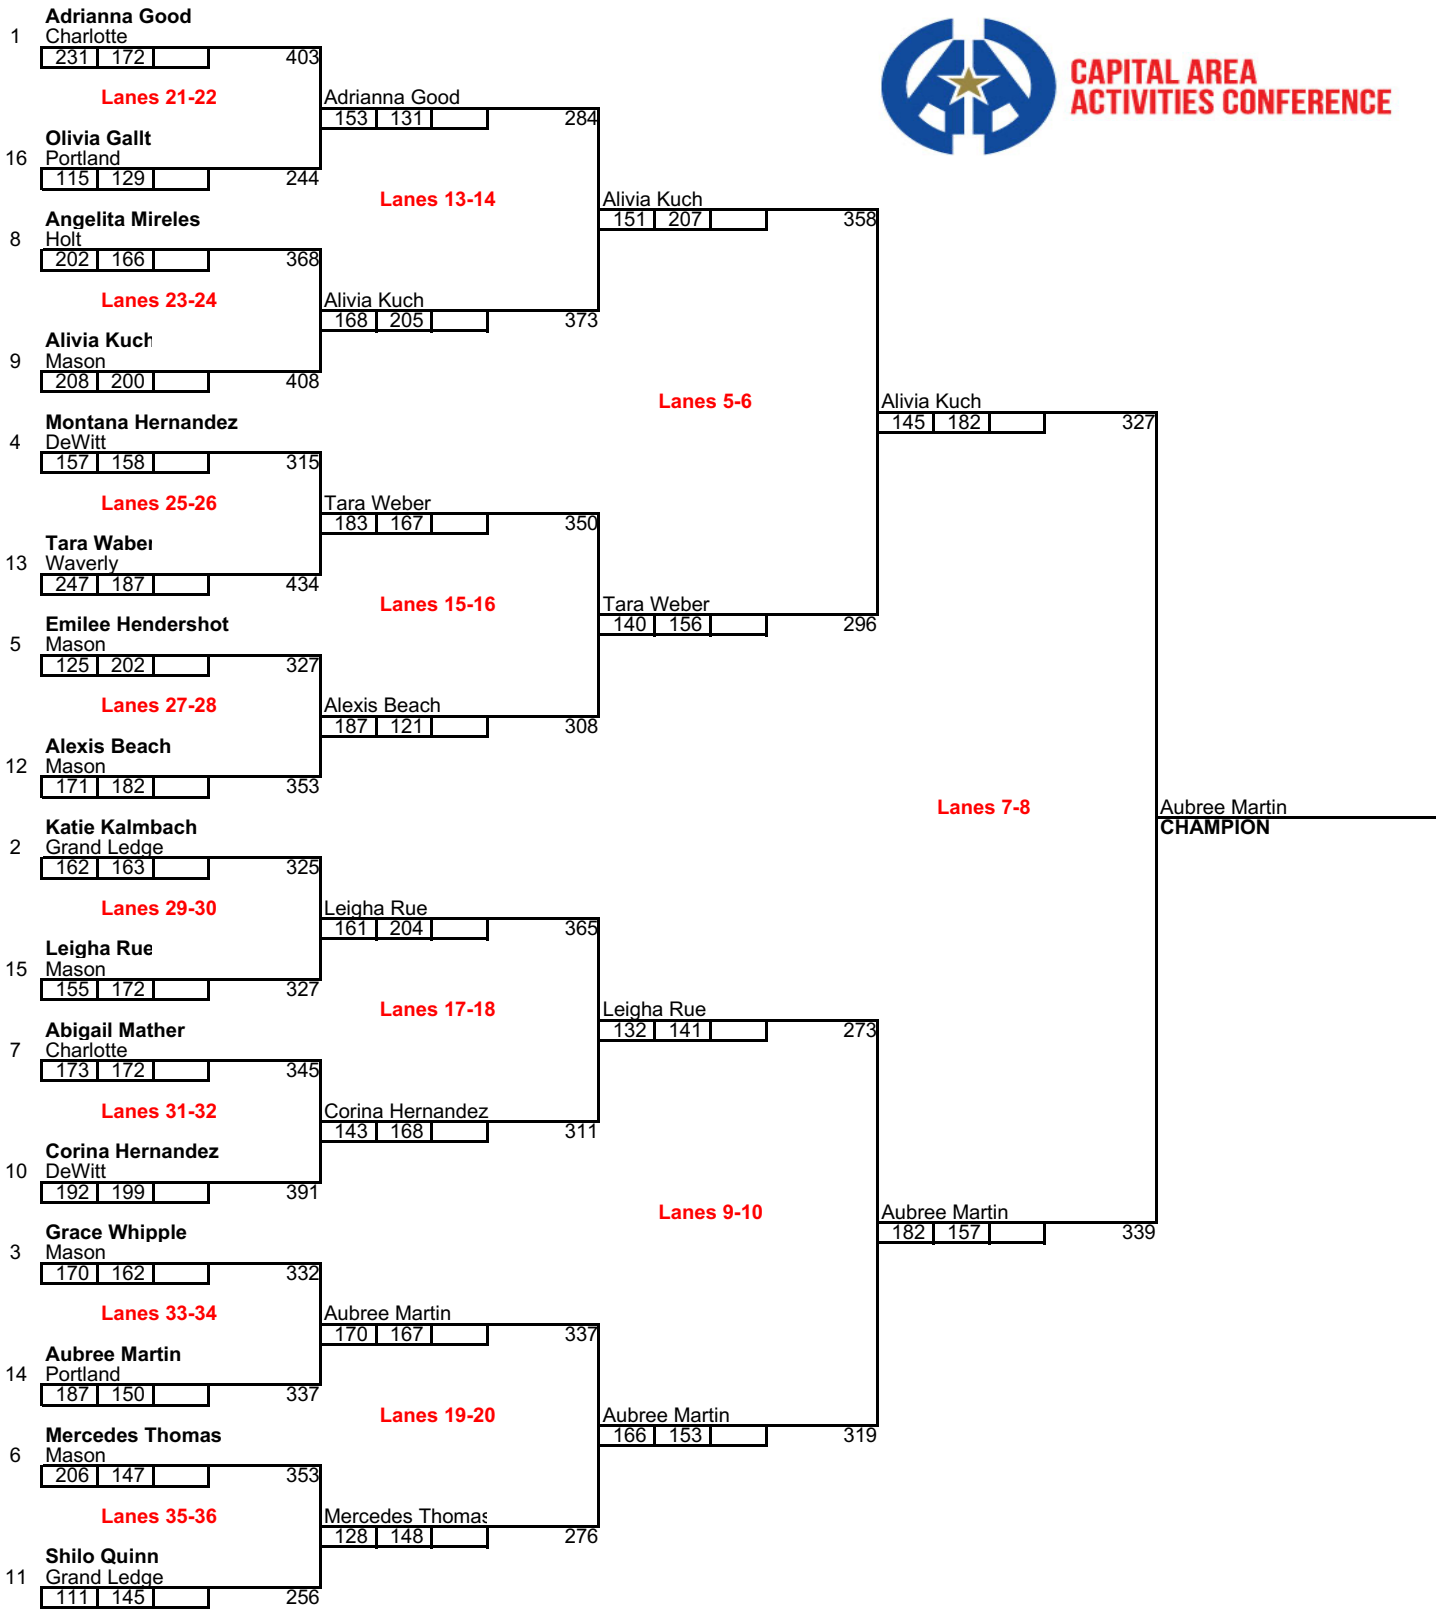 CAPITAL AREA
ACTIVITIES CONFERENCE
Adrianna Good
1 Charlotte
231 172 403
Lanes 21-22
Olivia Gallt
16 Portland
115 129 244
Angelita Mireles
8 Holt
202 166 368
Lanes 23-24
Alivia Kuch
9 Mason
208 200 408
Montana Hernandez
4 DeWitt
157 158 315
Lanes 25-26
Tara Waber
13 Waverly
247 187 434
Emilee Hendershot
5 Mason
125 202 327
Lanes 27-28
Alexis Beach
12 Mason
171 182 353
Katie Kalmbach
2 Grand Ledge
162 163 325
Lanes 29-30
Leigha Rue
15 Mason
155 172 327
Abigail Mather
7 Charlotte
173 172 345
Lanes 31-32
Corina Hernandez
10 DeWitt
192 199 391
Grace Whipple
3 Mason
170 162 332
Lanes 33-34
Aubree Martin
14 Portland
187 150 337
Mercedes Thomas
6 Mason
206 147 353
Lanes 35-36
Shilo Quinn
11 Grand Ledge
111 145 256
Adrianna Good
153 131 284
Lanes 13-14
Alivia Kuch
168 205 373
Tara Weber
183 167 350
Lanes 15-16
Alexis Beach
187 121 308
Leigha Rue
161 204 365
Lanes 17-18
Corina Hernandez
143 168 311
Aubree Martin
170 167 337
Lanes 19-20
Mercedes Thomas
128 148 276
Alivia Kuch
151 207 358
Lanes 5-6
Tara Weber
140 156 296
Leigha Rue
132 141 273
Lanes 9-10
Aubree Martin
166 153 319
Alivia Kuch
145 182 327
Lanes 7-8
Aubree Martin
182 157 339
Aubree Martin
CHAMPION